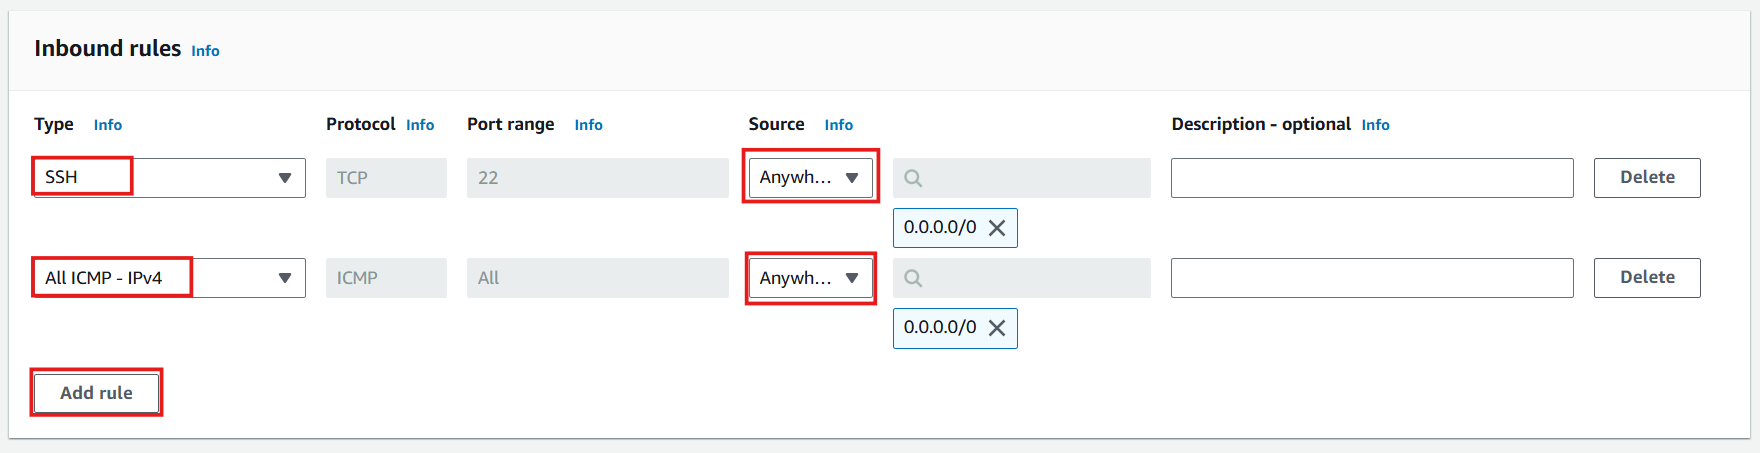 Inbound rules Info
Type Info Protocol Info Port range Info Source Info Description - optional Info
SSH TCP 22 Anywh... Delete
0.0.0.0/0
All ICMP - IPv4 ICMP All Anywh... Delete
0.0.0.0/0
Add rule